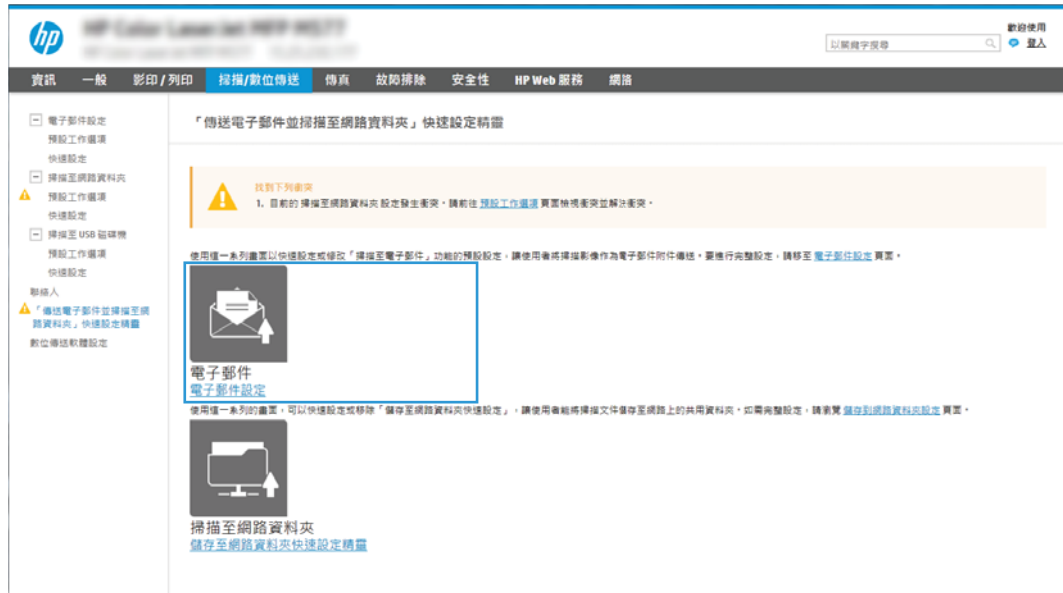 hp
HP Color LaserJet MFP M577
歡迎使用
以關鍵字搜尋
登入
資訊 一般 影印 / 列印 掃描/數位傳送 傳真 故障排除 安全性 HP Web 服務 網路
電子郵件設定
預設工作選項
快速設定
掃描至網路資料夾
預設工作選項
快速設定
掃描至 USB 磁碟機
預設工作選項
快速設定
聯絡人
「傳送電子郵件並掃描至網
路資料夾」快速設定精靈
數位傳送軟體設定
「傳送電子郵件並掃描至網路資料夾」快速設定精靈
找到下列衝突
1. 目前的 掃描至網路資料夾 設定發生衝突。請前往 預設工作選項 頁面檢視衝突並解決衝突。
使用這一系列畫面以快速設定或修改「掃描至電子郵件」功能的預設設定，讓使用者將掃描影像作為電子郵件附件傳送。要進行完整設定，請移至 電子郵件設定 頁面。
電子郵件
電子郵件設定
使用這一系列的畫面，可以快速設定或移除「儲存至網路資料夾快速設定」，讓使用者能將掃描文件儲存至網路上的共用資料夾。如需完整設定，請瀏覽 儲存到網路資料夾設定 頁面。
掃描至網路資料夾
儲存至網路資料夾快速設定精靈